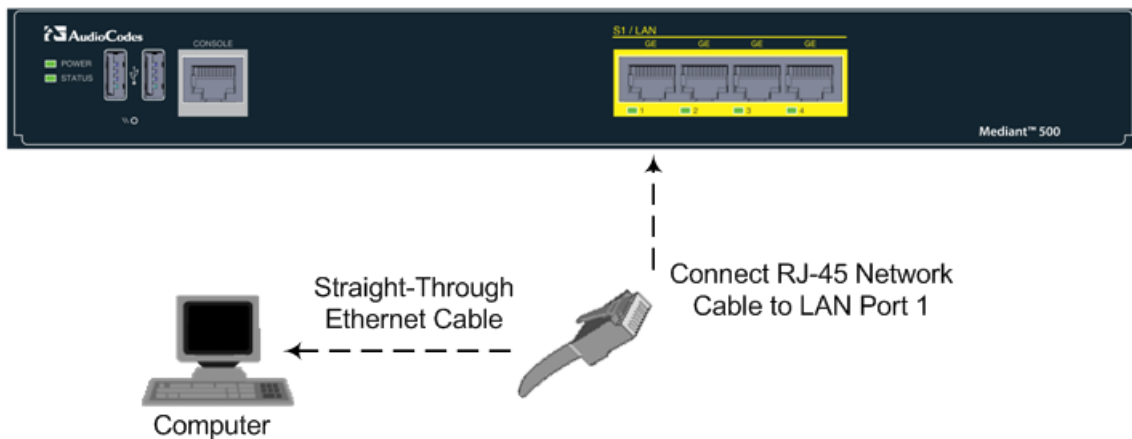 AudioCodes
POWER
STATUS
CONSOLE
S1 / LAN
GE GE GE GE
1 2 3 4
Mediant™ 500
Connect RJ-45 Network
Cable to LAN Port 1
Straight-Through
Ethernet Cable
Computer